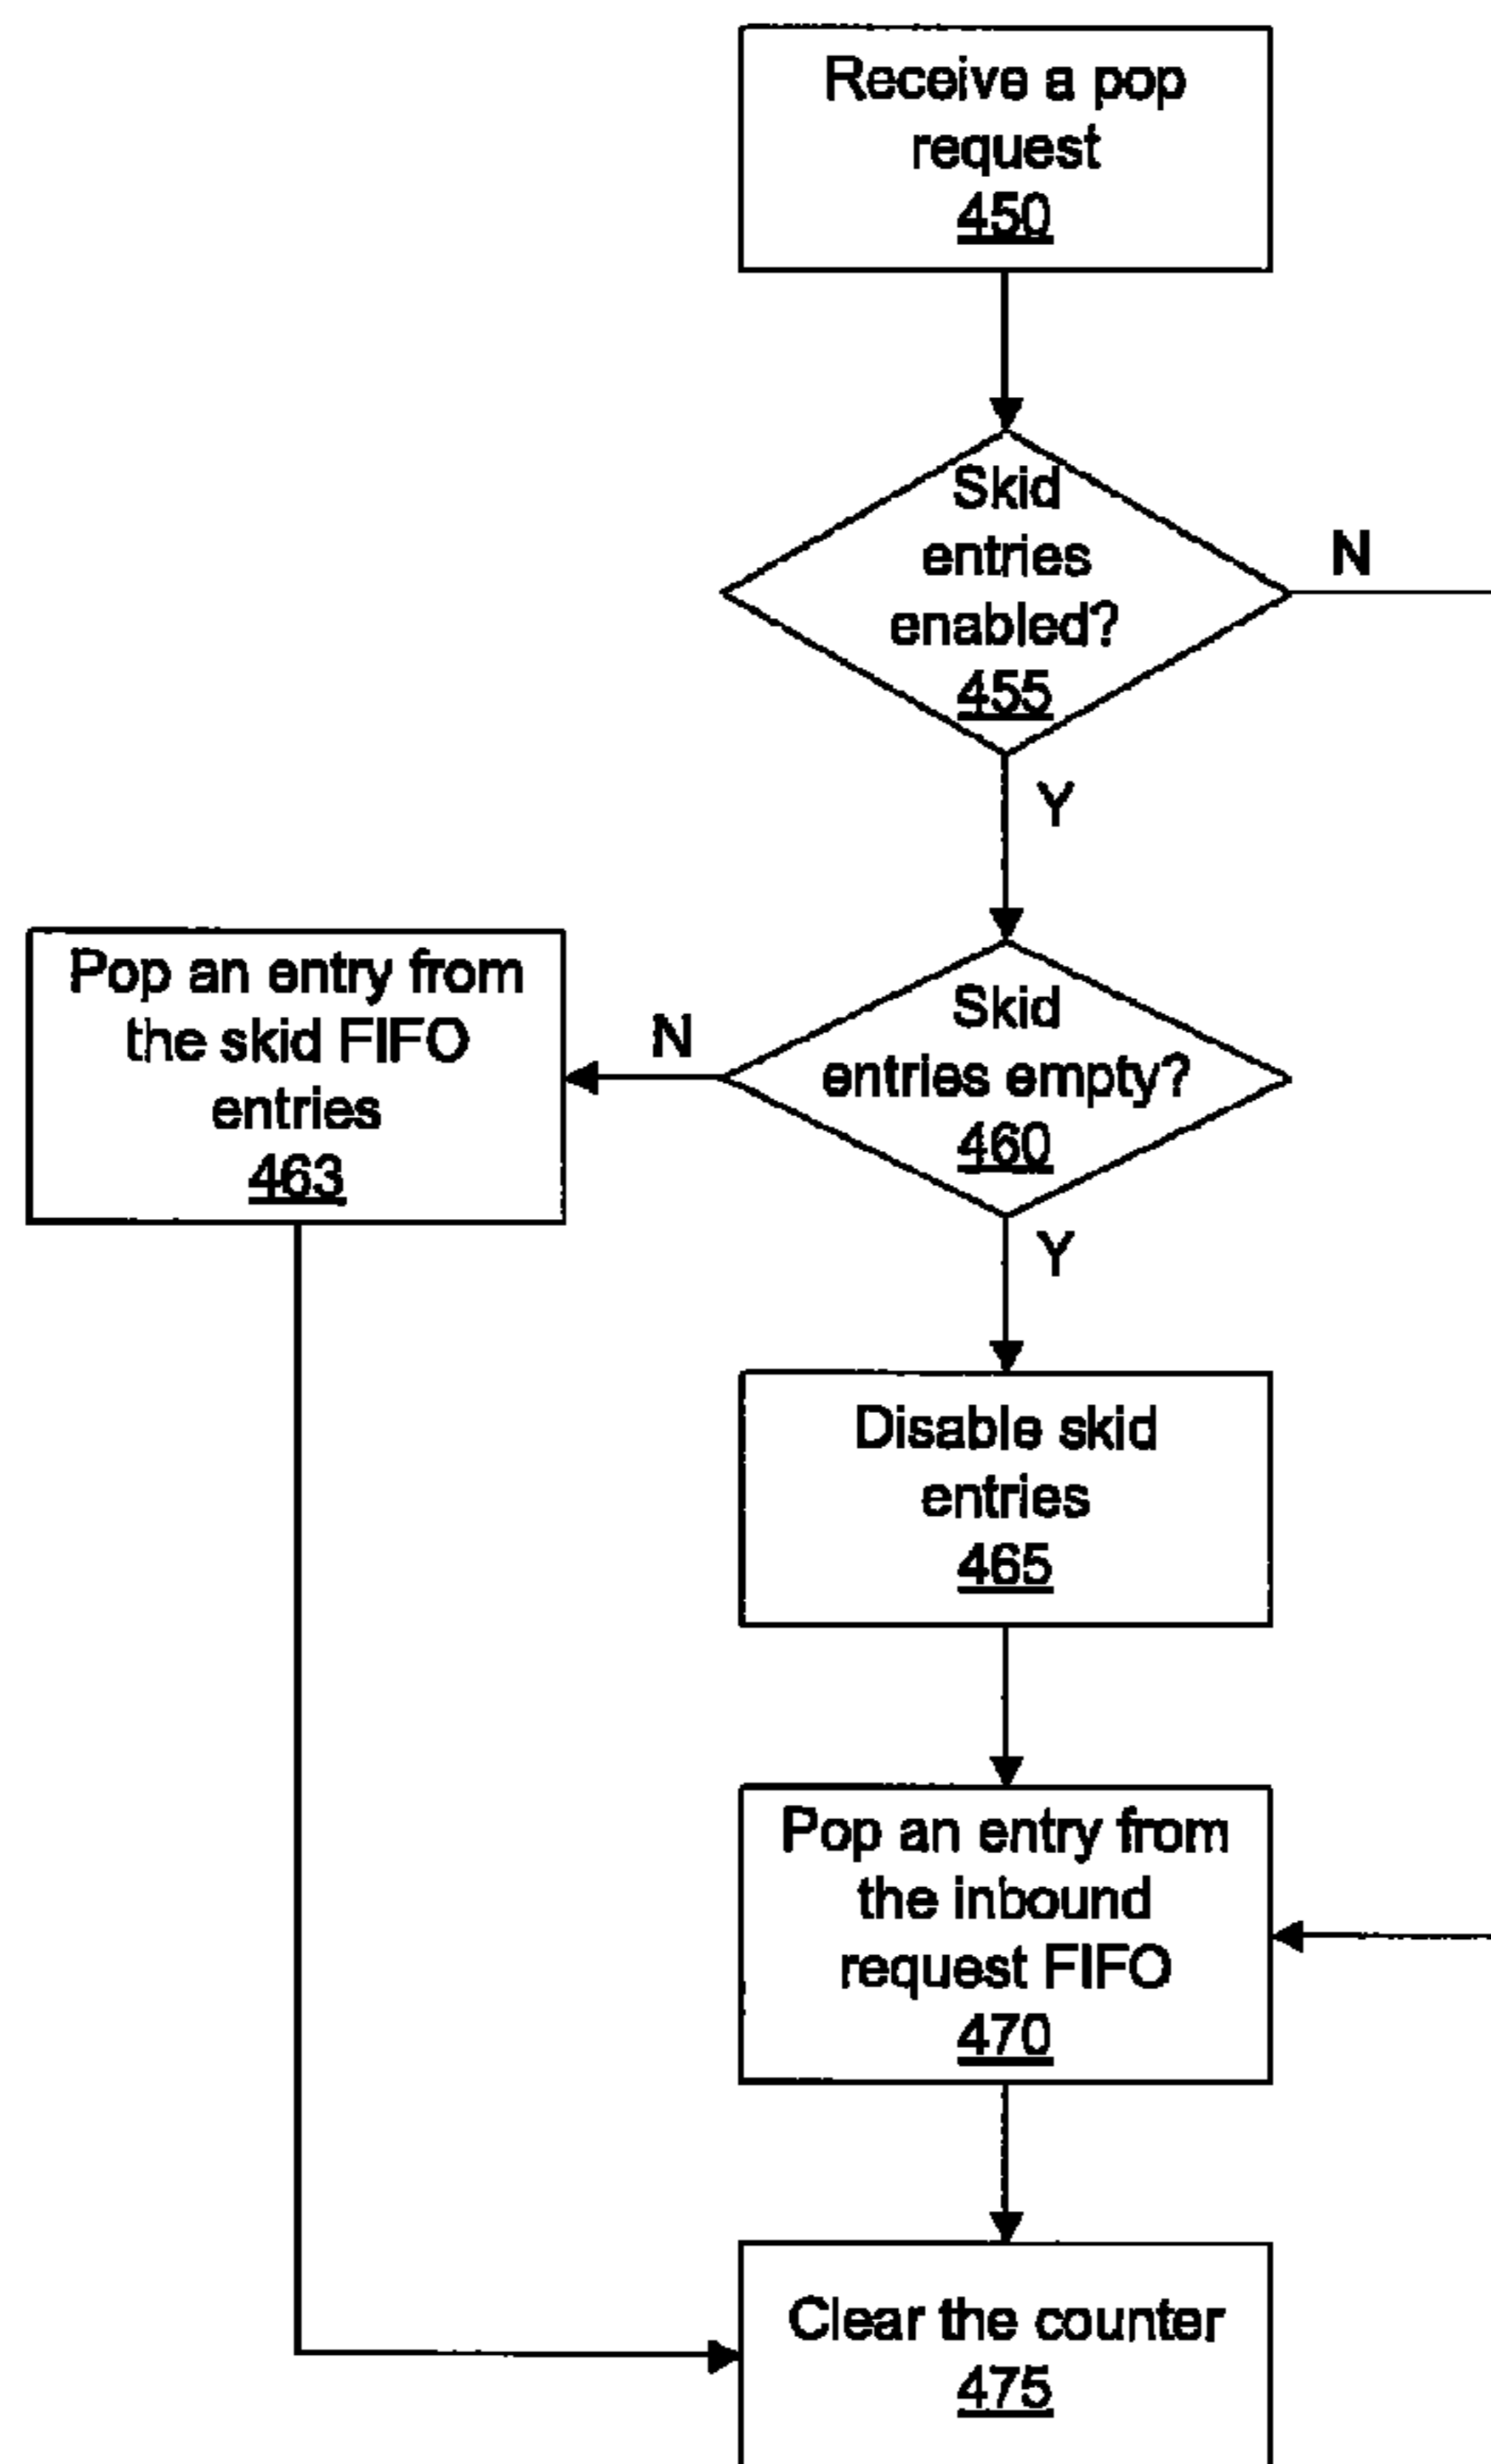 Receive a pop
request
450
Skid
entries
enabled?
455
N
Y
Pop an entry from
the skid FIFO
entries
463
N
Skid
entries empty?
460
Y
Disable skid
entries
465
Pop an entry from
the inbound
request FIFO
470
Clear the counter
475